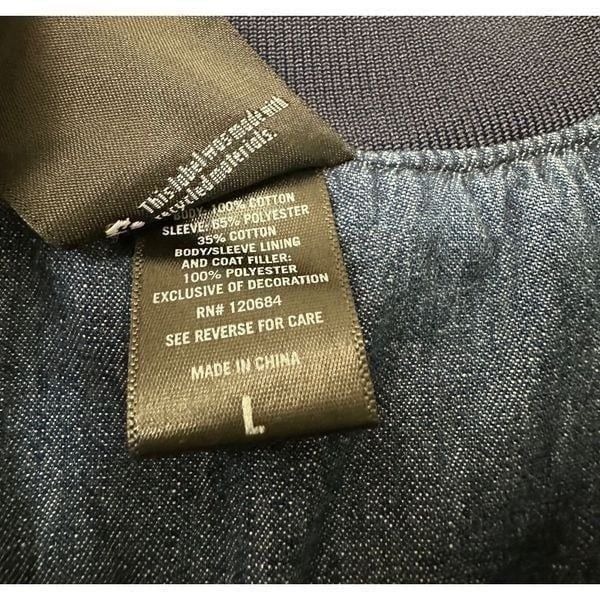 This label was made with
recycled materials.
BODY: 100% COTTON
SLEEVE: 65% POLYESTER
35% COTTON
BODY/SLEEVE LINING
AND COAT FILLER:
100% POLYESTER
EXCLUSIVE OF DECORATION
RN# 120684
SEE REVERSE FOR CARE
MADE IN CHINA
L